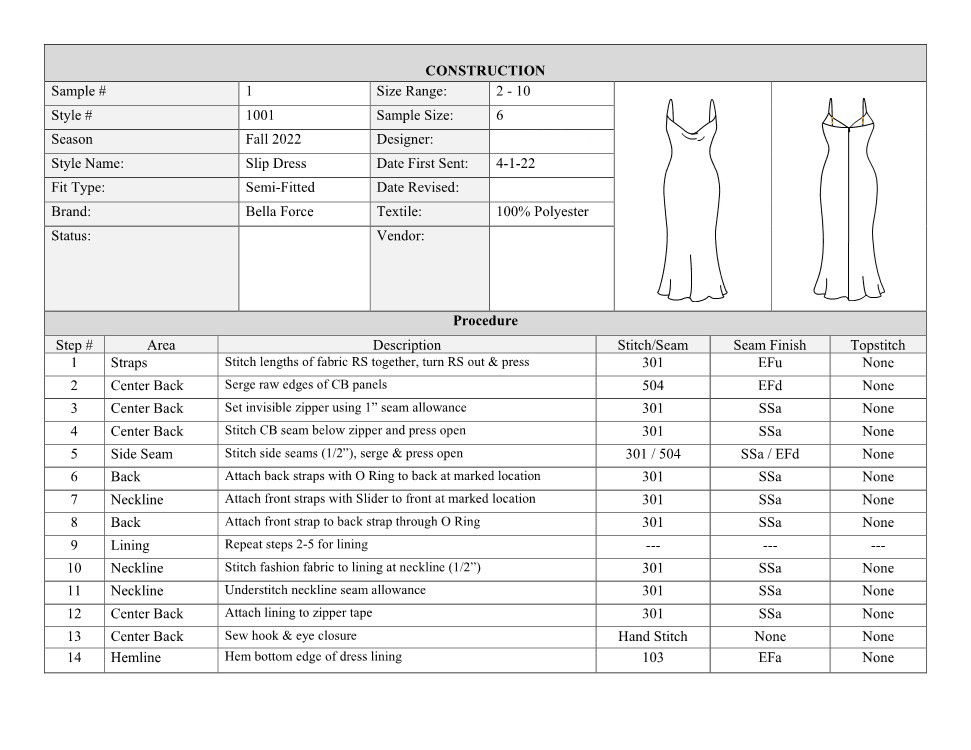 CONSTRUCTION
Sample # 1 Size Range: 2 - 10
Style # 1001 Sample Size: 6
Season Fall 2022 Designer:
Style Name: Slip Dress Date First Sent: 4-1-22
Fit Type: Semi-Fitted Date Revised:
Brand: Bella Force Textile: 100% Polyester
Status: Vendor:
Procedure
Step # Area Description Stitch/Seam Seam Finish Topstitch
1 Straps Stitch lengths of fabric RS together, turn RS out & press 301 EFu None
2 Center Back Serge raw edges of CB panels 504 EFd None
3 Center Back Set invisible zipper using 1” seam allowance 301 SSa None
4 Center Back Stitch CB seam below zipper and press open 301 SSa None
5 Side Seam Stitch side seams (1/2”), serge & press open 301 / 504 SSa / EFd None
6 Back Attach back straps with O Ring to back at marked location 301 SSa None
7 Neckline Attach front straps with Slider to front at marked location 301 SSa None
8 Back Attach front strap to back strap through O Ring 301 SSa None
9 Lining Repeat steps 2-5 for lining --- --- ---
10 Neckline Stitch fashion fabric to lining at neckline (1/2”) 301 SSa None
11 Neckline Understitch neckline seam allowance 301 SSa None
12 Center Back Attach lining to zipper tape 301 SSa None
13 Center Back Sew hook & eye closure Hand Stitch None None
14 Hemline Hem bottom edge of dress lining 103 EFa None